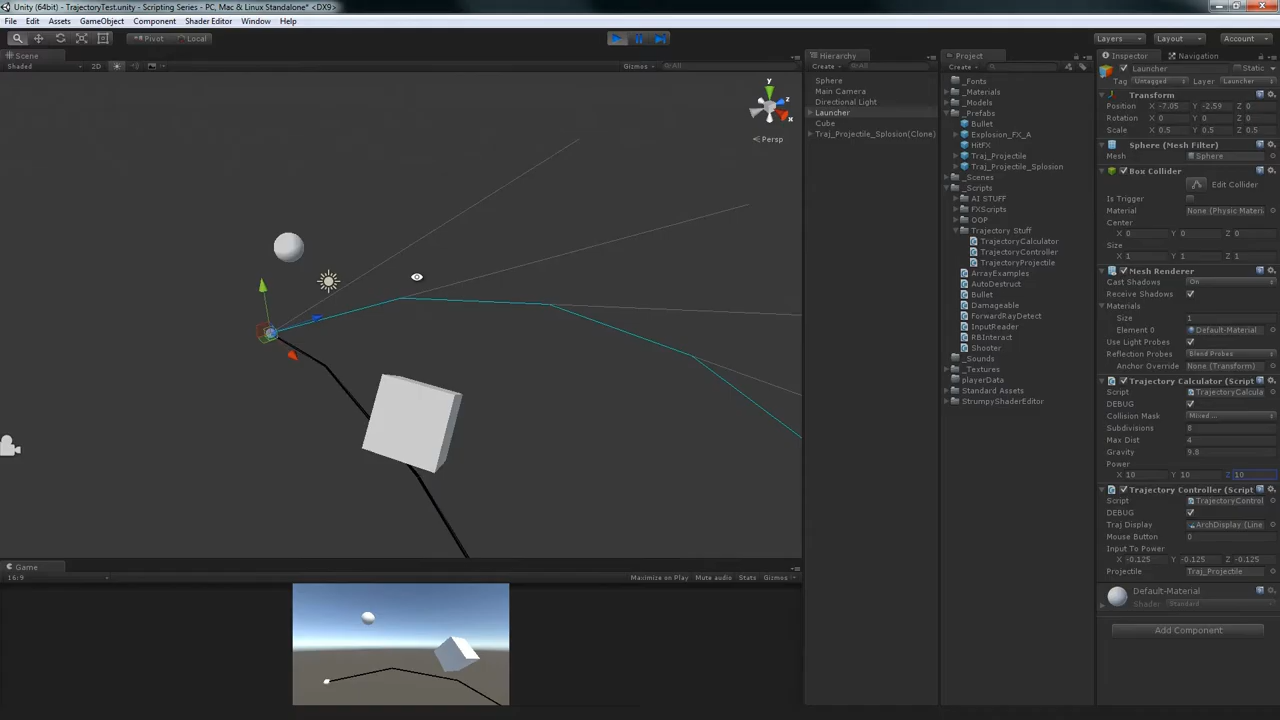 Unity (64bit) - TrajectoryTest.unity - Scripting Series - PC, Mac & Linux Standalone* <DX9>
File Edit Assets GameObject Component Shader Editor Window Help
Pivot Local Layers Layout Account
Scene
Shaded 2D Gizmos All
y
z
x
Persp
Hierarchy
Create All
Sphere
Main Camera
Directional Light
Launcher
Cube
Traj_Projectile_Splosion(Clone)
Project
Create
_Fonts
_Materials
_Models
_Prefabs
Bullet
Explosion_FX_A
HitFX
Traj_Projectile
Traj_Projectile_Splosion
_Scenes
_Scripts
AI STUFF
FXScripts
OOP
Trajectory Stuff
TrajectoryCalculator
TrajectoryController
TrajectoryProjectile
ArrayExamples
AutoDestruct
Bullet
Damageable
ForwardRayDetect
InputReader
RBInteract
Shooter
_Sounds
_Textures
playerData
Standard Assets
StrumpyShaderEditor
Inspector Navigation
Launcher Static
Tag Untagged Layer Launcher
Transform
Position X -7.05 Y -2.59 Z 0
Rotation X 0 Y 0 Z 0
Scale X 0.5 Y 0.5 Z 0.5
Sphere (Mesh Filter)
Mesh Sphere
Box Collider
Edit Collider
Is Trigger
Material None (Physic Materi
Center
X 0 Y 0 Z 0
Size
X 1 Y 1 Z 1
Mesh Renderer
Cast Shadows On
Receive Shadows
Materials
Size 1
Element 0 Default-Material
Use Light Probes
Reflection Probes Blend Probes
Anchor Override None (Transform)
Trajectory Calculator (Script
Script TrajectoryCalcula
DEBUG
Collision Mask Mixed ...
Subdivisions 8
Max Dist 4
Gravity 9.8
Power
X 10 Y 10 Z 10
Trajectory Controller (Script
Script TrajectoryControl
DEBUG
Traj Display ArchDisplay (Line
Mouse Button 0
Input To Power
X -0.125 Y -0.125 Z -0.125
Projectile Traj_Projectile
Default-Material
Shader Standard
Add Component
Game
16:9 Maximize on Play Mute audio Stats Gizmos